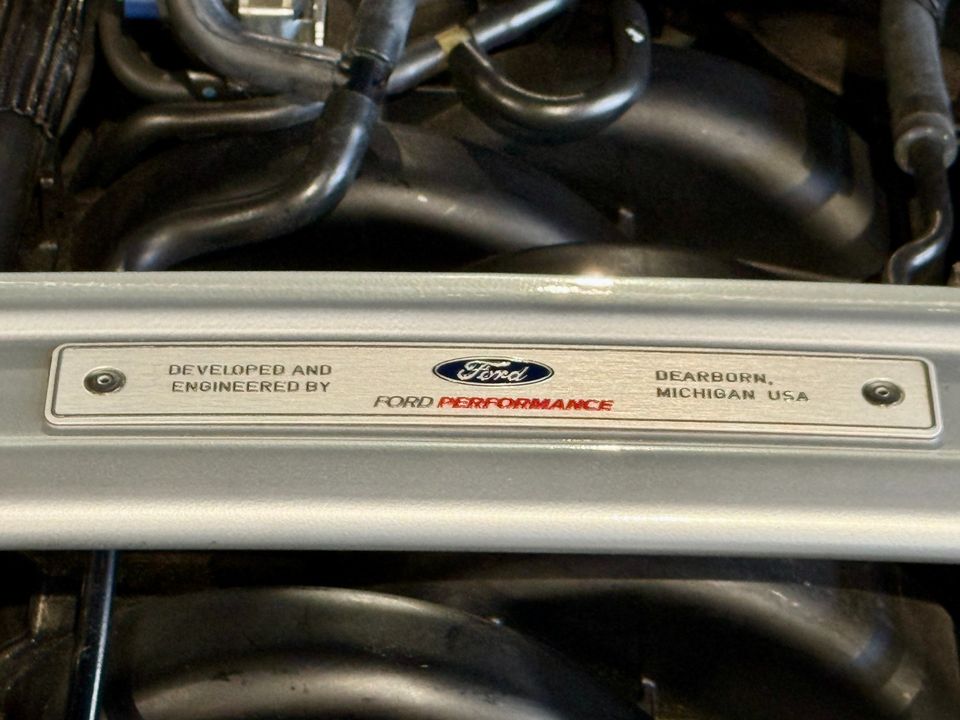 DEVELOPED AND
ENGINEERED BY
Ford
FORD PERFORMANCE
DEARBORN,
MICHIGAN USA